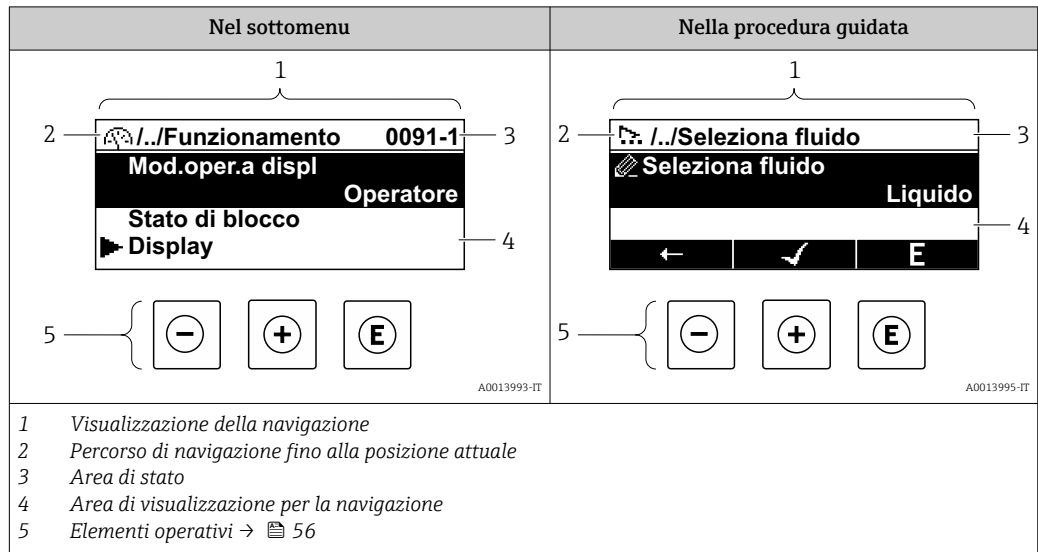 Nel sottomenu
Nella procedura guidata
1
2
/../Funzionamento 0091-1
3
Mod.oper.a displ
Operatore
Stato di blocco
Display
4
5
- + E
A0013993-IT
1
2
/../Seleziona fluido
3
Seleziona fluido
Liquido
4
← ✓ E
5
- + E
A0013995-IT
1 Visualizzazione della navigazione
2 Percorso di navigazione fino alla posizione attuale
3 Area di stato
4 Area di visualizzazione per la navigazione
5 Elementi operativi → 56